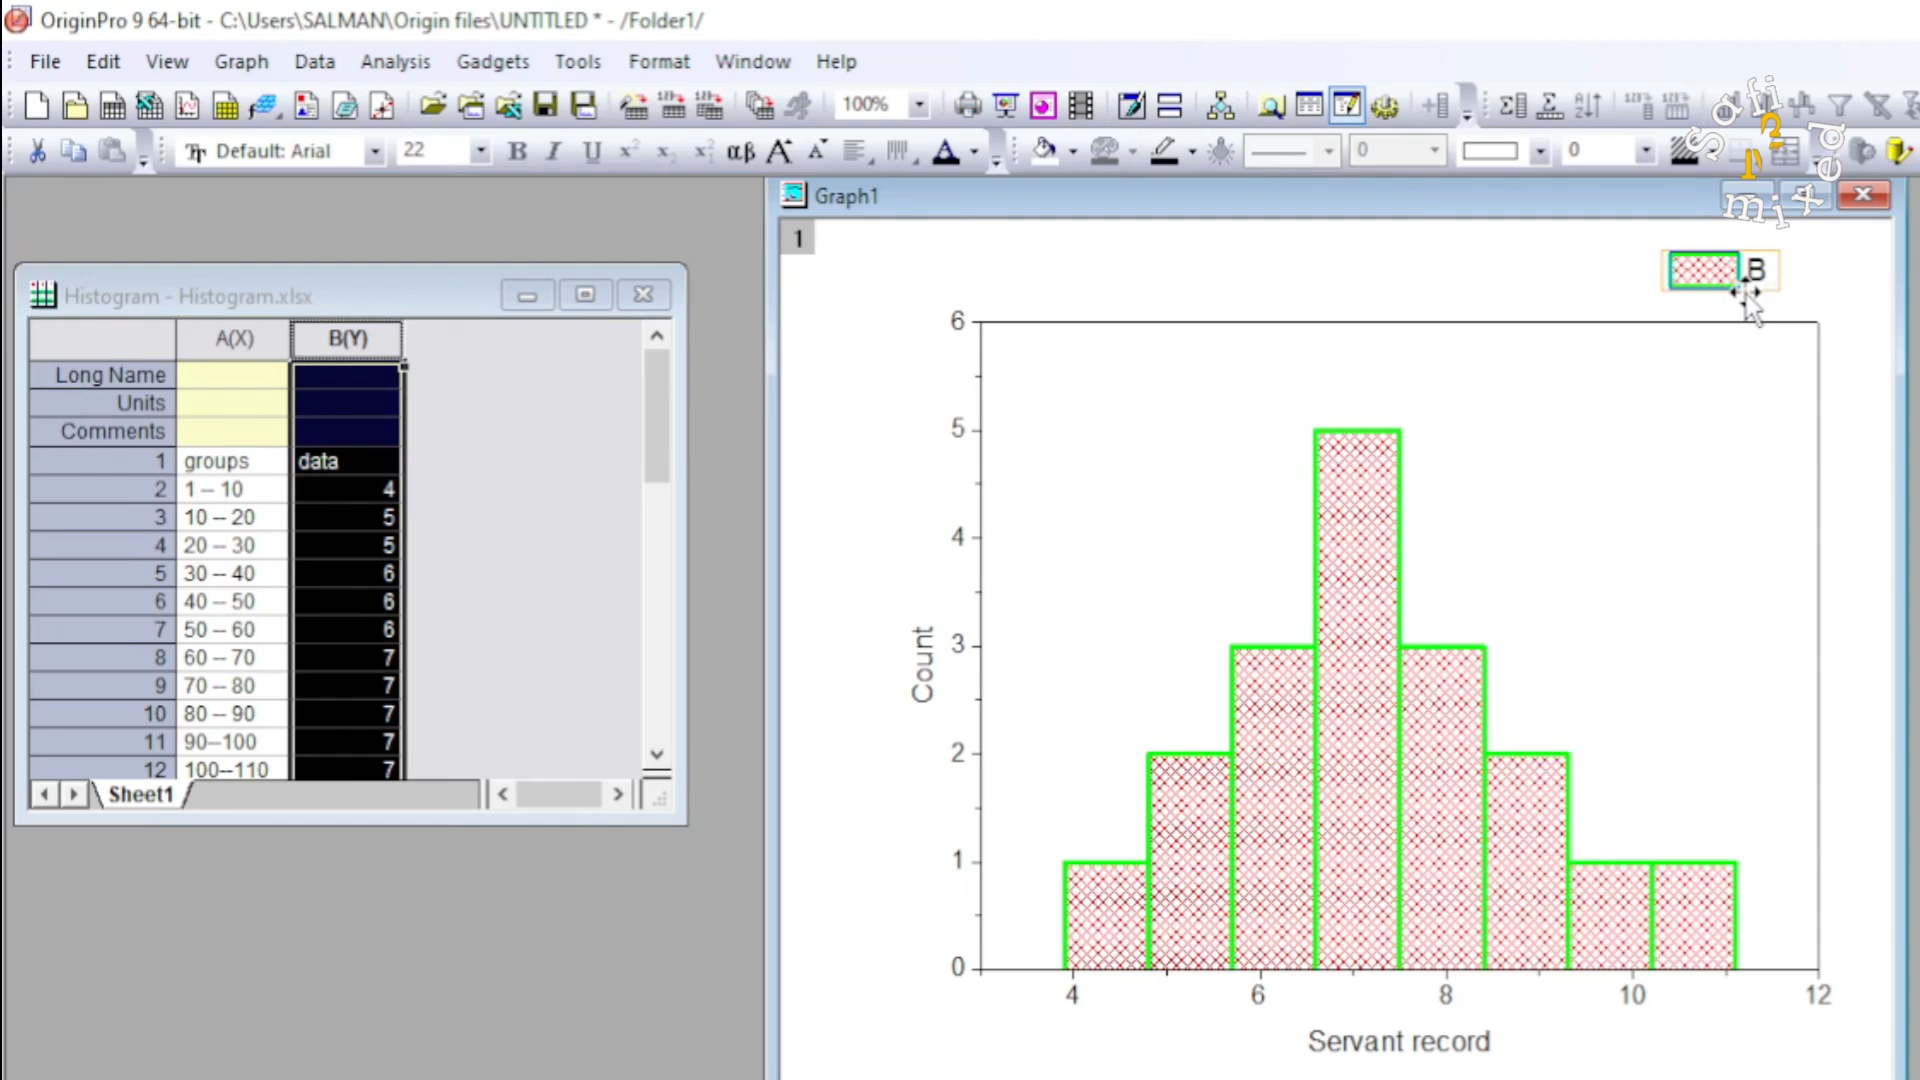 OriginPro 9 64-bit - C:\Users\SALMAN\Origin files\UNTITLED * - /Folder1/
File Edit View Graph Data Analysis Gadgets Tools Format Window Help
100%
Default: Arial 22 B I U x² x₂ αβ A A A 0 0
Safi mixed
Graph1
1
B
Histogram - Histogram.xlsx
A(X) B(Y)
Long Name
Units
Comments
1 groups data
2 1 -- 10 4
3 10 -- 20 5
4 20 -- 30 5
5 30 -- 40 6
6 40 -- 50 6
7 50 -- 60 6
8 60 -- 70 7
9 70 -- 80 7
10 80 -- 90 7
11 90--100 7
12 100--110 7
Sheet1
6
5
4
3
2
1
0
Count
4 6 8 10 12
Servant record